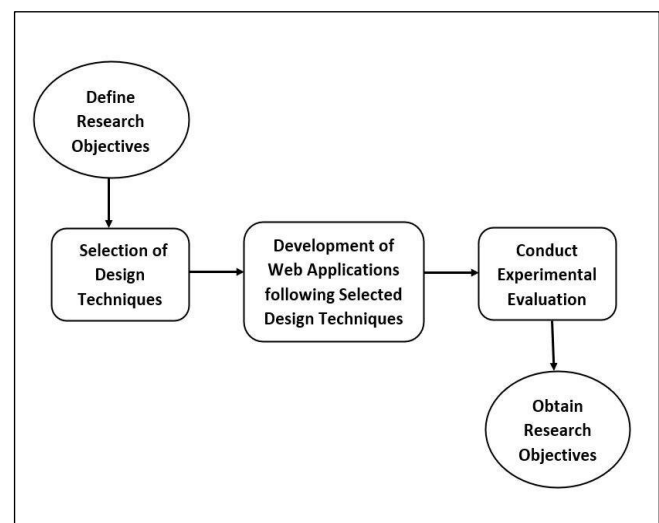 Define
Research
Objectives
Selection of
Design
Techniques
Development of
Web Applications
following Selected
Design Techniques
Conduct
Experimental
Evaluation
Obtain
Research
Objectives